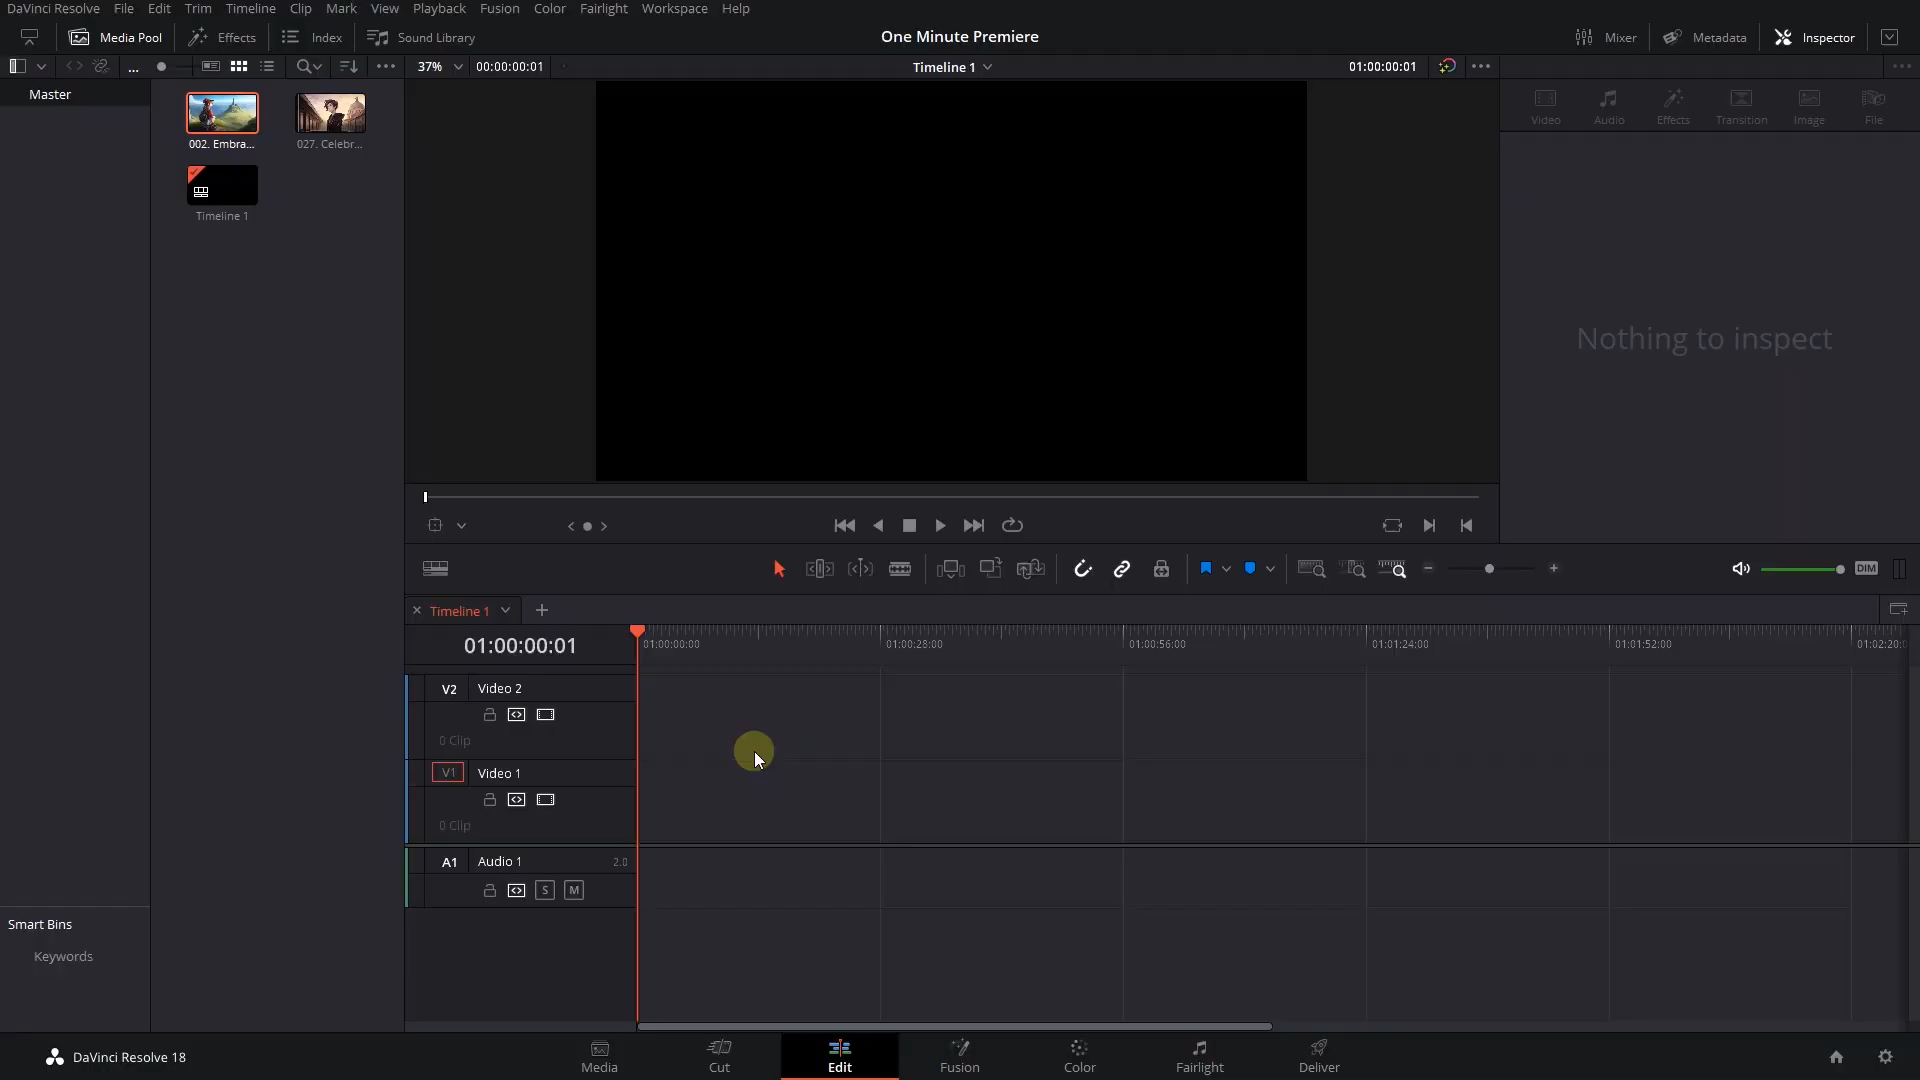 DaVinci Resolve File Edit Trim Timeline Clip Mark View Playback Fusion Color Fairlight Workspace Help
Media Pool Effects Index Sound Library One Minute Premiere Mixer Metadata Inspector
37% 00:00:00:01 Timeline 1 01:00:00:01
Master
Video Audio Effects Transition Image File
002. Embra... 027. Celebr...
Timeline 1
Nothing to inspect
DIM
Timeline 1
01:00:00:01
01:00:00:00 01:00:28:00 01:00:56:00 01:01:24:00 01:01:52:00 01:02:20:0
V2 Video 2
0 Clip
V1 Video 1
0 Clip
A1 Audio 1 2.0
S M
Smart Bins
Keywords
DaVinci Resolve 18
Media Cut Edit Fusion Color Fairlight Deliver